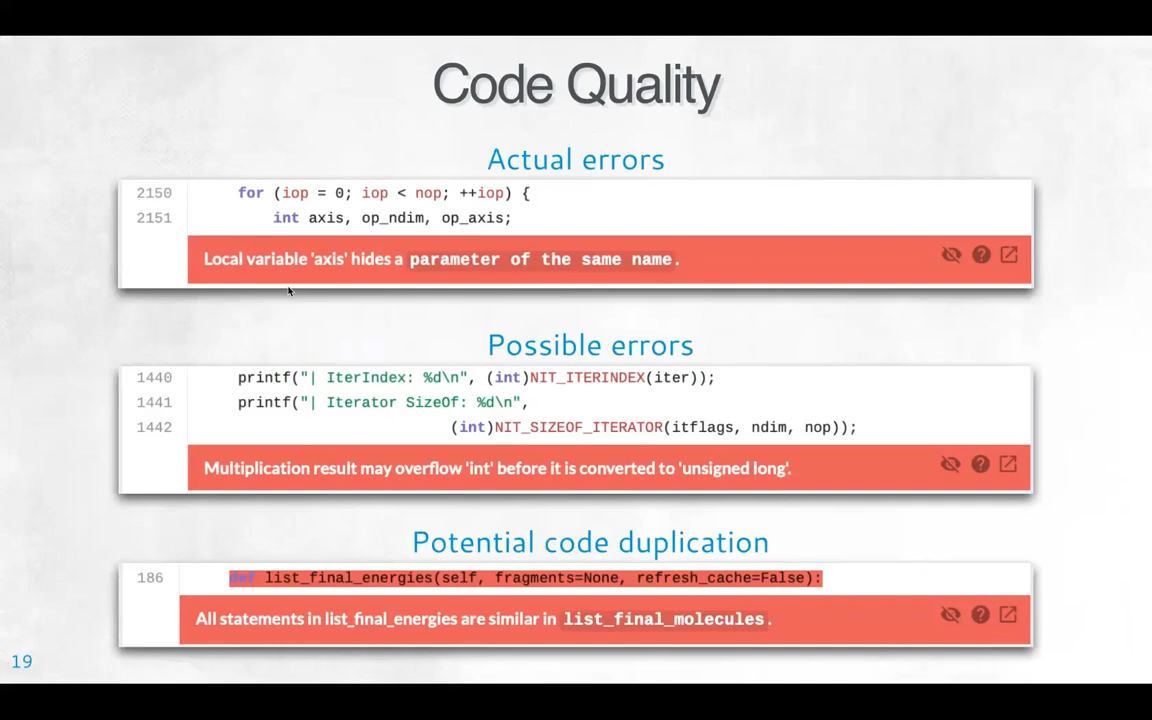 Code Quality
Actual errors
2150 for (iop = 0; iop < nop; ++iop) {
2151 int axis, op_ndim, op_axis;
Local variable 'axis' hides a parameter of the same name.
Possible errors
1440 printf("| IterIndex: %d\n", (int)NIT_ITERINDEX(iter));
1441 printf("| Iterator SizeOf: %d\n",
1442 (int)NIT_SIZEOF_ITERATOR(itflags, ndim, nop));
Multiplication result may overflow 'int' before it is converted to 'unsigned long'.
Potential code duplication
186 def list_final_energies(self, fragments=None, refresh_cache=False):
All statements in list_final_energies are similar in list_final_molecules.
19